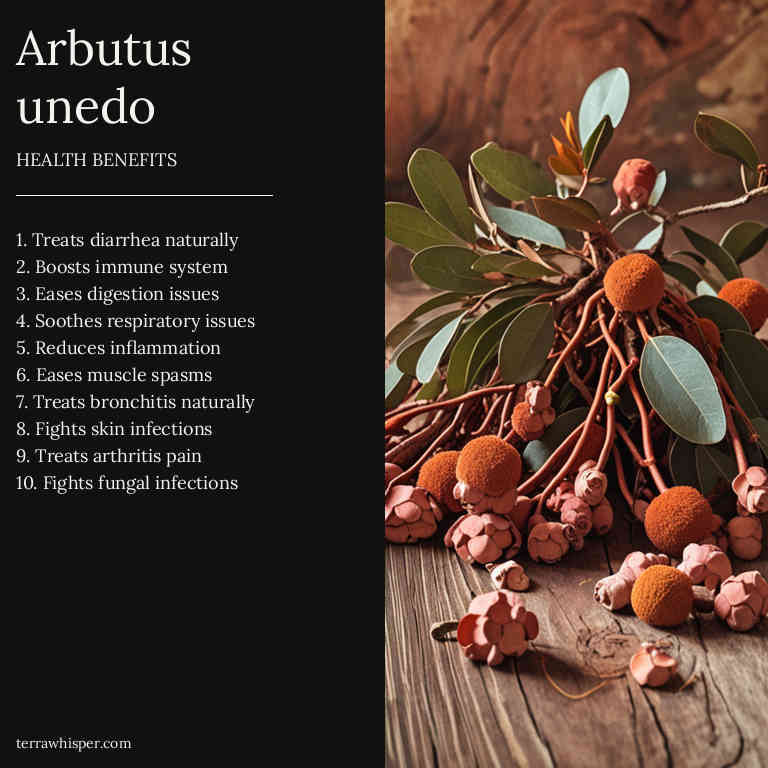 Arbutus
unedo
HEALTH BENEFITS
1. Treats diarrhea naturally
2. Boosts immune system
3. Eases digestion issues
4. Soothes respiratory issues
5. Reduces inflammation
6. Eases muscle spasms
7. Treats bronchitis naturally
8. Fights skin infections
9. Treats arthritis pain
10. Fights fungal infections
terrawhisper.com